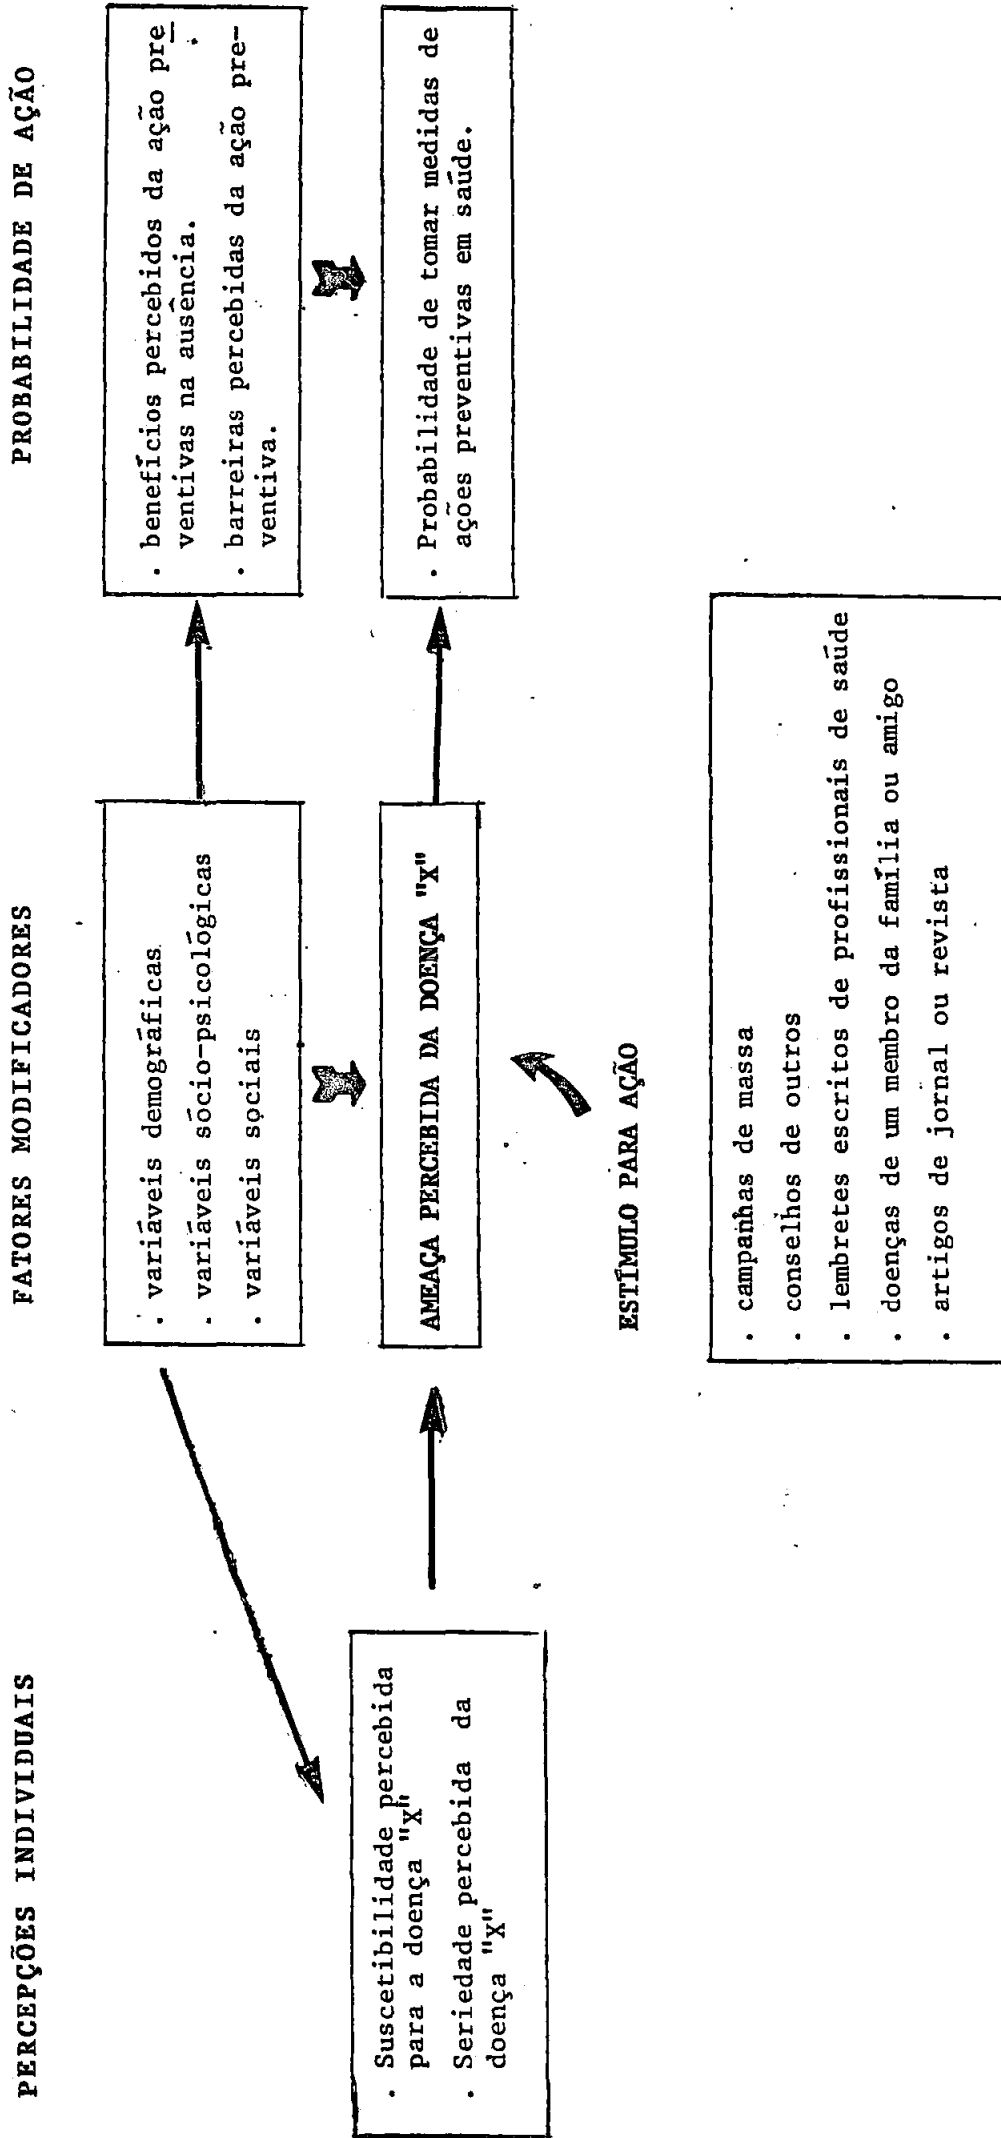 PERCEPÇÕES INDIVIDUAIS
FATORES MODIFICADORES
PROBABILIDADE DE AÇÃO
. variáveis demográficas
. variáveis sócio-psicológicas
. variáveis sociais
. benefícios percebidos da ação pre
ventivas na ausência.
. barreiras percebidas da ação pre-
ventiva.
. Suscetibilidade percebida
para a doença "X"
. Seriedade percebida da
doença "X"
AMEAÇA PERCEBIDA DA DOENÇA "X"
. Probabilidade de tomar medidas de
ações preventivas em saúde.
ESTÍMULO PARA AÇÃO
. campanhas de massa
. conselhos de outros
. lembretes escritos de profissionais de saúde
. doenças de um membro da família ou amigo
. artigos de jornal ou revista